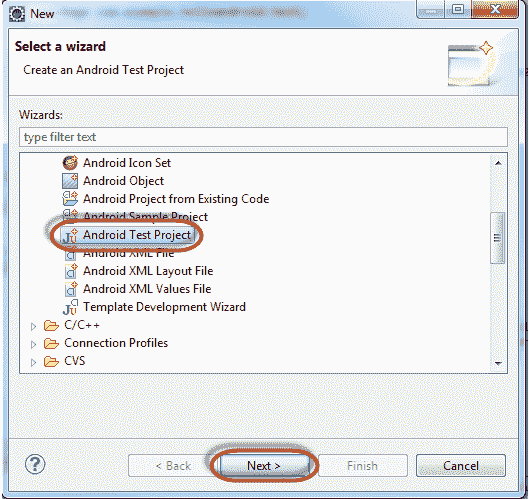 New
Select a wizard
Create an Android Test Project
Wizards:
type filter text
Android Icon Set
Android Object
Android Project from Existing Code
Android Sample Project
Android Test Project
Android XML File
Android XML Layout File
Android XML Values File
Template Development Wizard
C/C++
Connection Profiles
CVS
< Back
Next >
Finish
Cancel